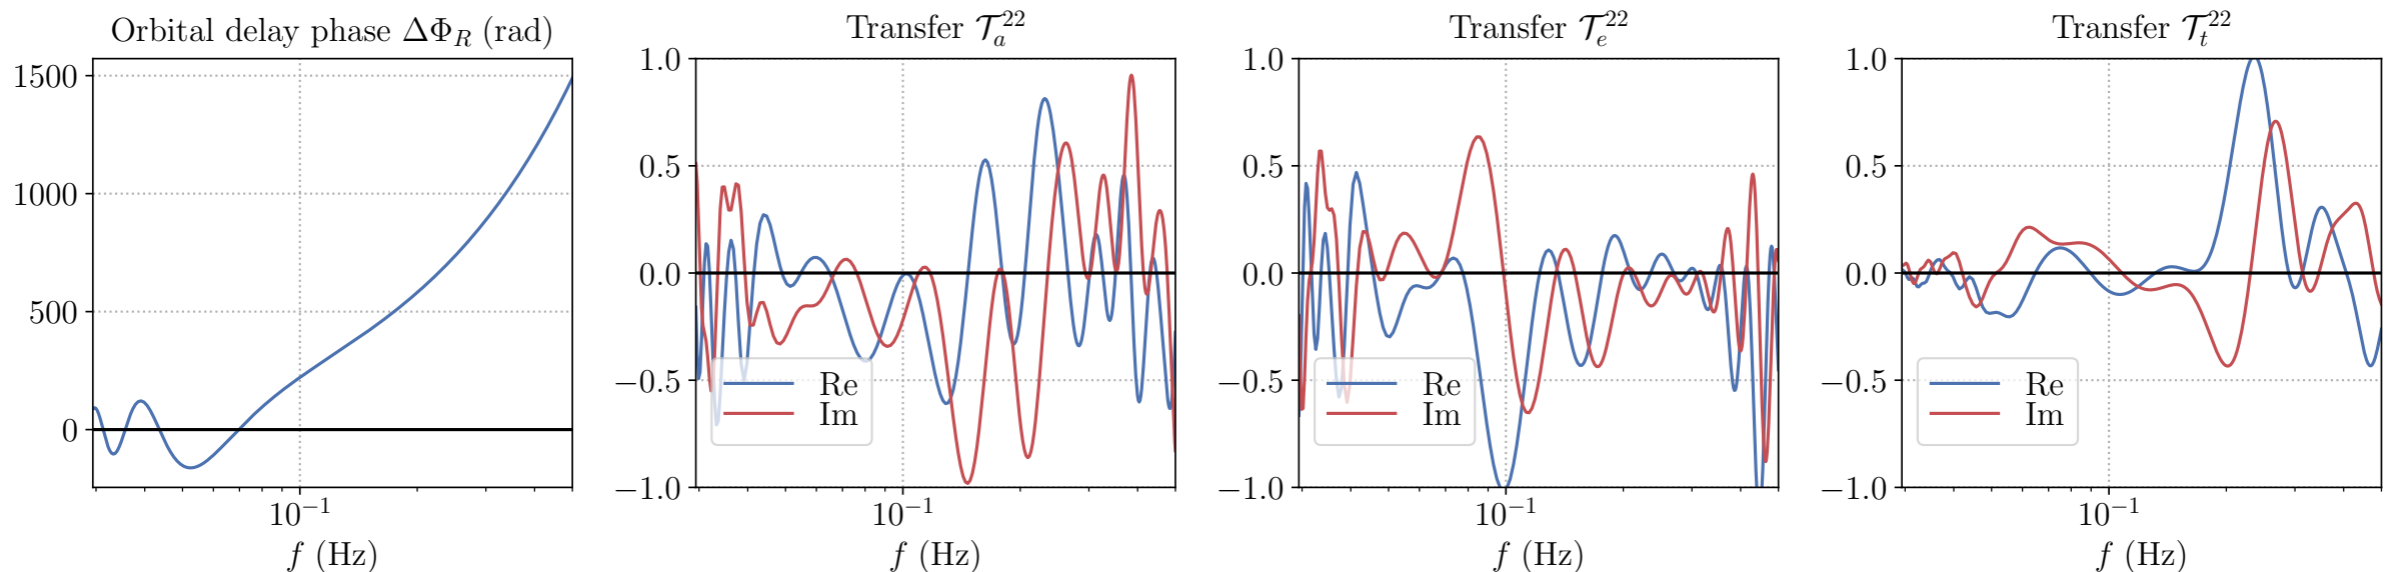 Orbital delay phase ΔΦ_R (rad)
1500
1000
500
0
10⁻¹
f (Hz)
Transfer 𝒯_a^22
1.0
0.5
0.0
−0.5
−1.0
Re
Im
10⁻¹
f (Hz)
Transfer 𝒯_e^22
1.0
0.5
0.0
−0.5
−1.0
Re
Im
10⁻¹
f (Hz)
Transfer 𝒯_t^22
1.0
0.5
0.0
−0.5
−1.0
Re
Im
10⁻¹
f (Hz)